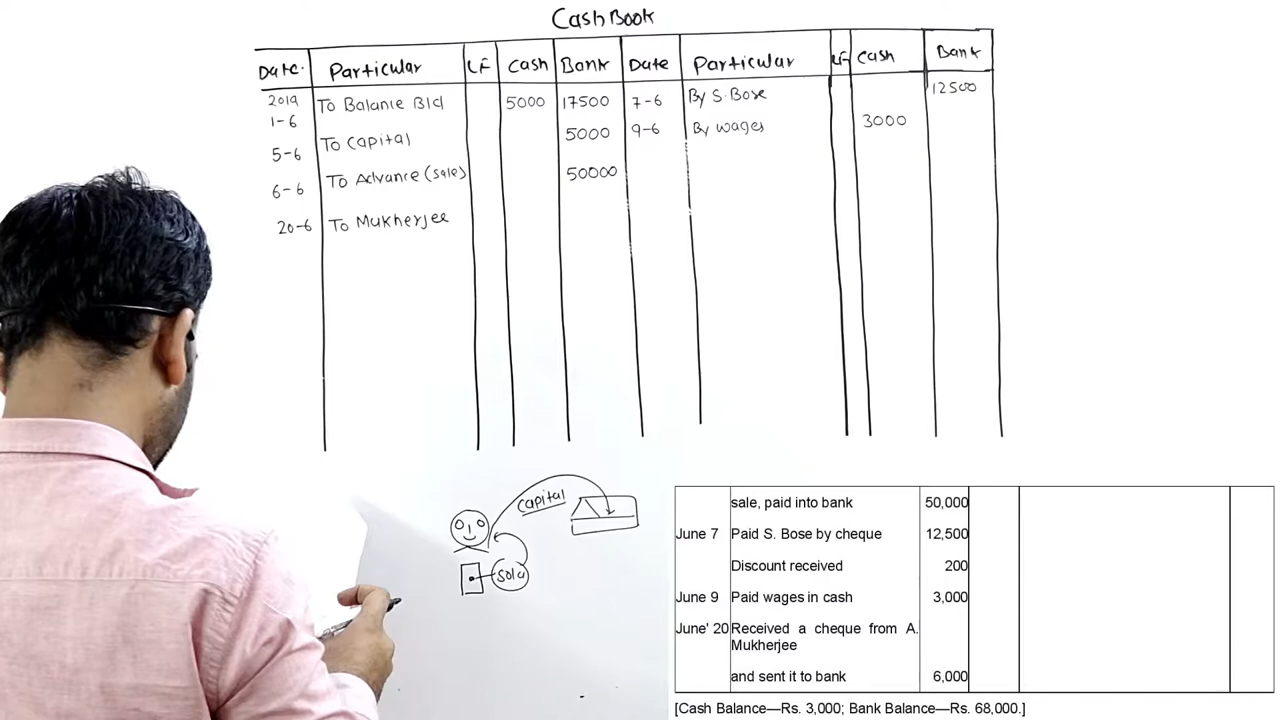 Cash Book
Date. Particular LF Cash Bank Date Particular LF Cash Bank
2019 1-6 To Balance Bld 5000 17500 7-6 By S. Bose 12500
5-6 To Capital 5000 9-6 By wages 3000
6-6 To Advance (sale) 50000
20-6 To Mukherjee
Capital
sold
sale, paid into bank 50,000
June 7 Paid S. Bose by cheque 12,500
Discount received 200
June 9 Paid wages in cash 3,000
June' 20 Received a cheque from A.
Mukherjee
and sent it to bank 6,000
[Cash Balance—Rs. 3,000; Bank Balance—Rs. 68,000.]